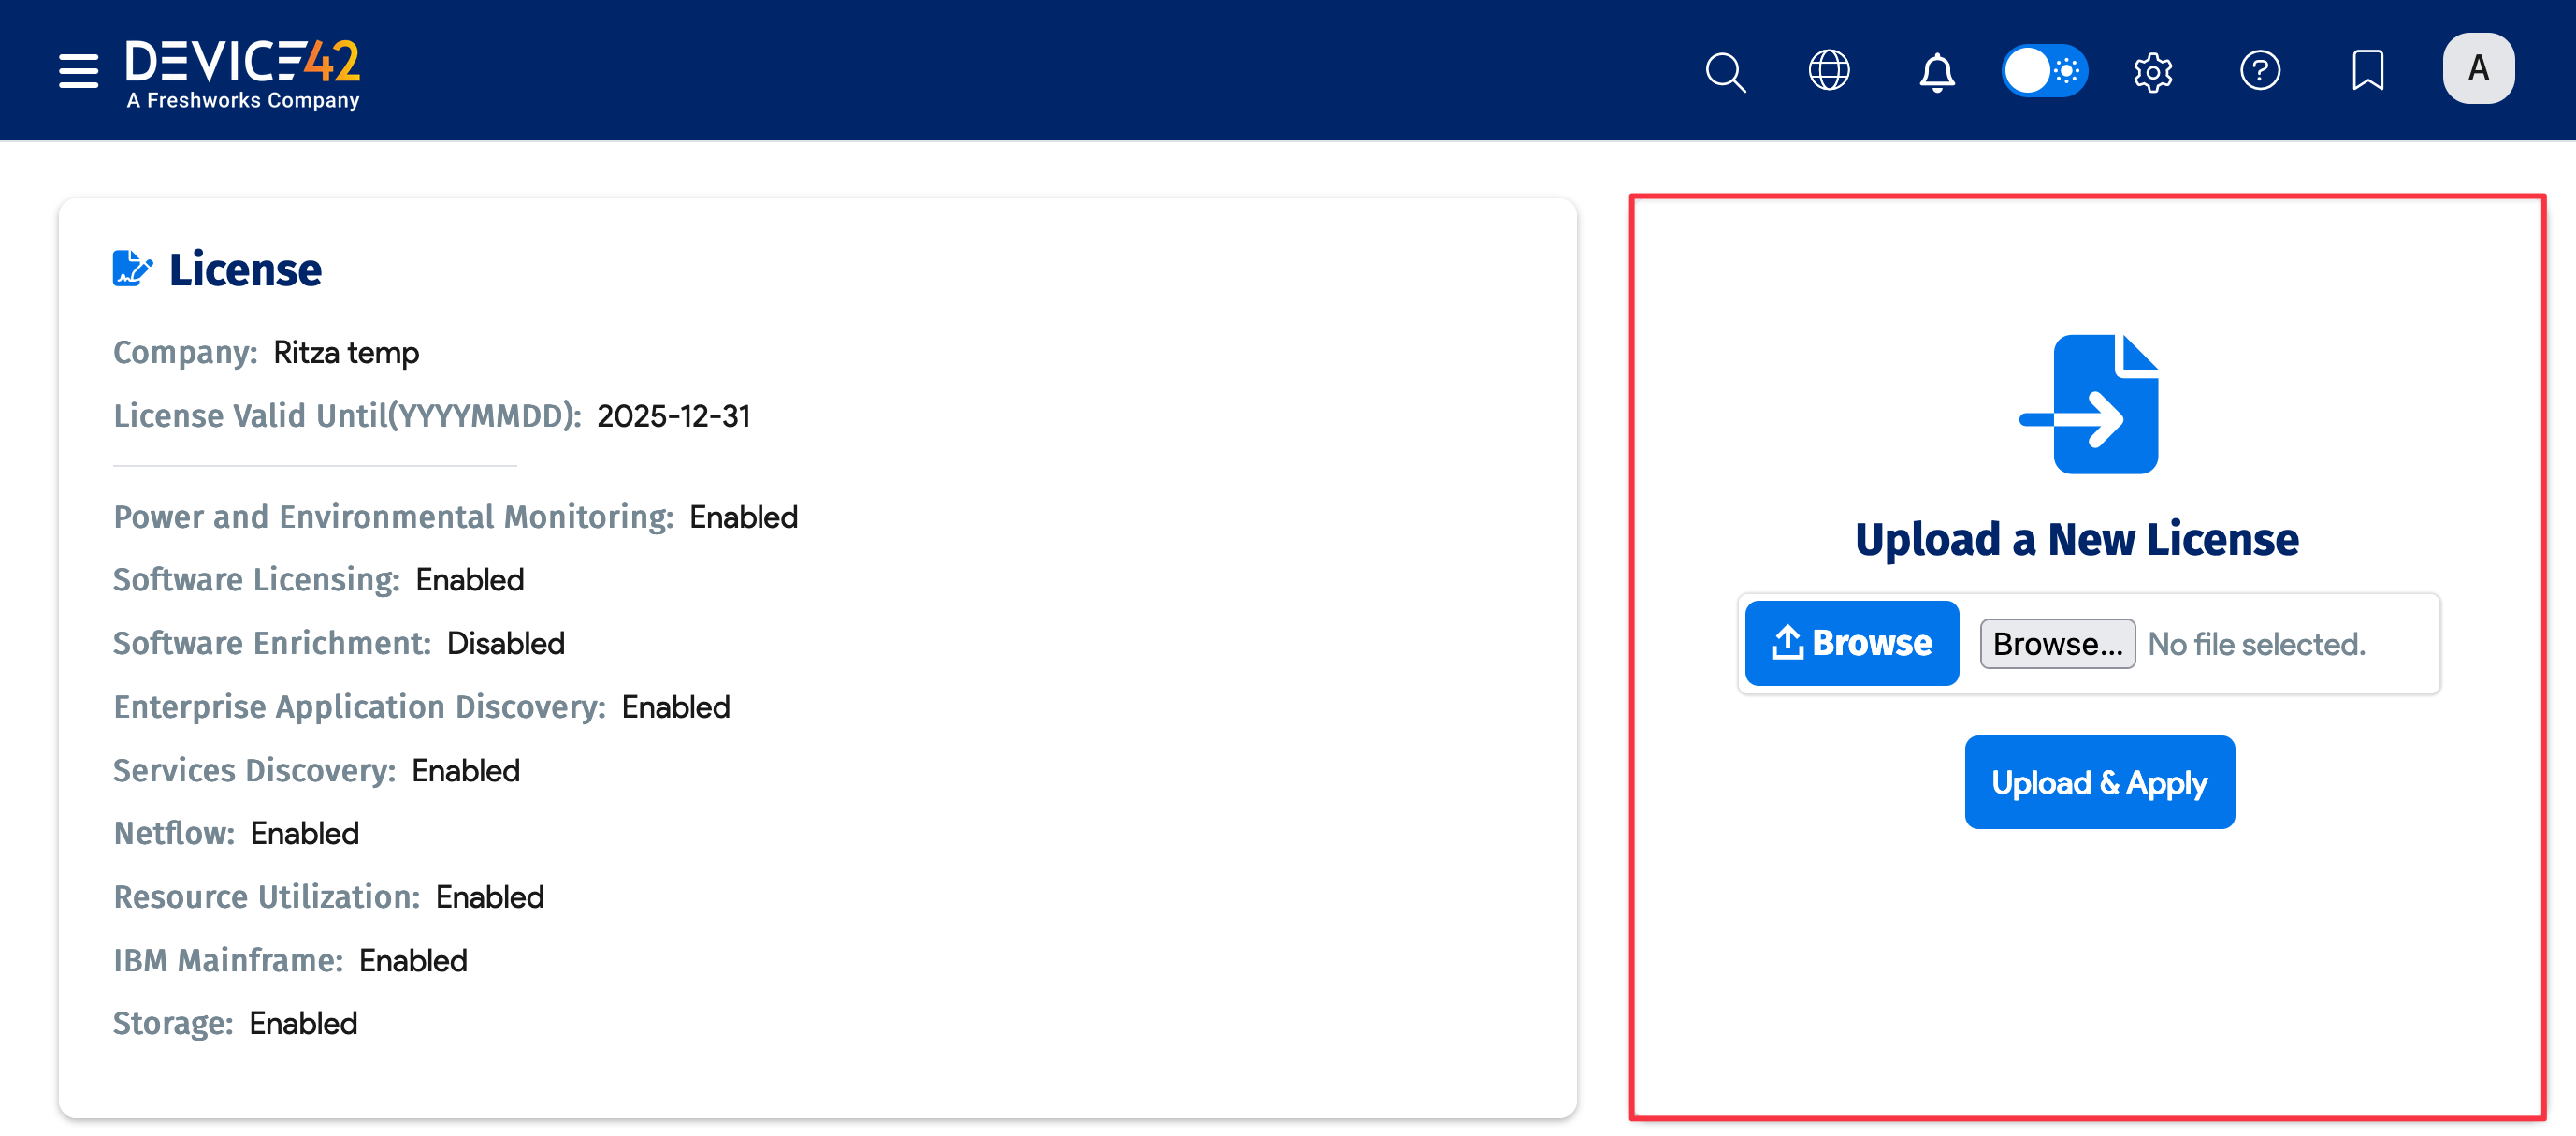 DEVICE42
A Freshworks Company
A
License
Company: Ritza temp
License Valid Until(YYYYMMDD): 2025-12-31
Power and Environmental Monitoring: Enabled
Software Licensing: Enabled
Software Enrichment: Disabled
Enterprise Application Discovery: Enabled
Services Discovery: Enabled
Netflow: Enabled
Resource Utilization: Enabled
IBM Mainframe: Enabled
Storage: Enabled
Upload a New License
Browse Browse... No file selected.
Upload & Apply